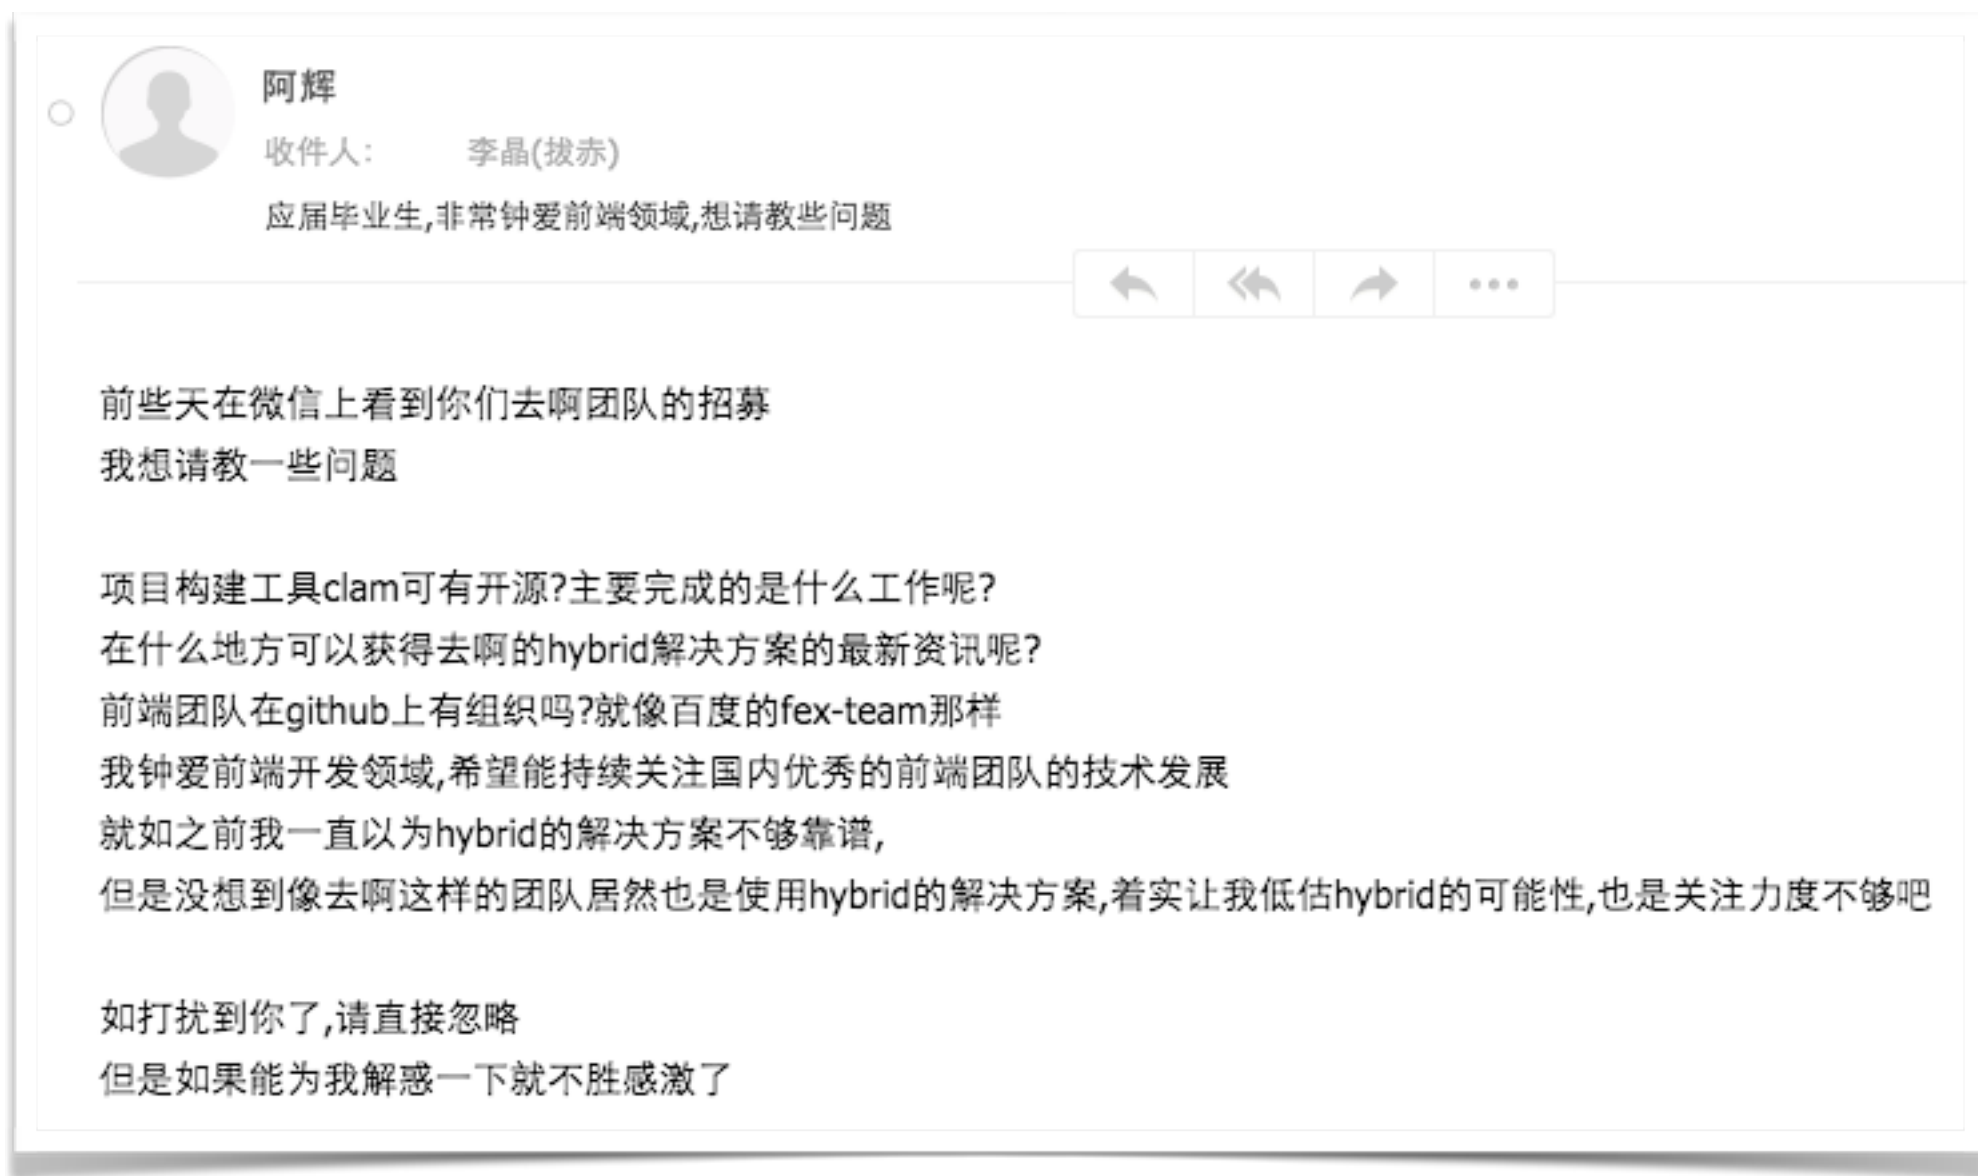 阿辉
收件人: 李晶(拔赤)
应届毕业生,非常钟爱前端领域,想请教些问题
前些天在微信上看到你们去啊团队的招募
我想请教一些问题
项目构建工具clam可有开源?主要完成的是什么工作呢?
在什么地方可以获得去啊的hybrid解决方案的最新资讯呢?
前端团队在github上有组织吗?就像百度的fex-team那样
我钟爱前端开发领域,希望能持续关注国内优秀的前端团队的技术发展
就如之前我一直以为hybrid的解决方案不够靠谱,
但是没想到像去啊这样的团队居然也是使用hybrid的解决方案,着实让我低估hybrid的可能性,也是关注力度不够吧
如打扰到你了,请直接忽略
但是如果能为我解惑一下就不胜感激了